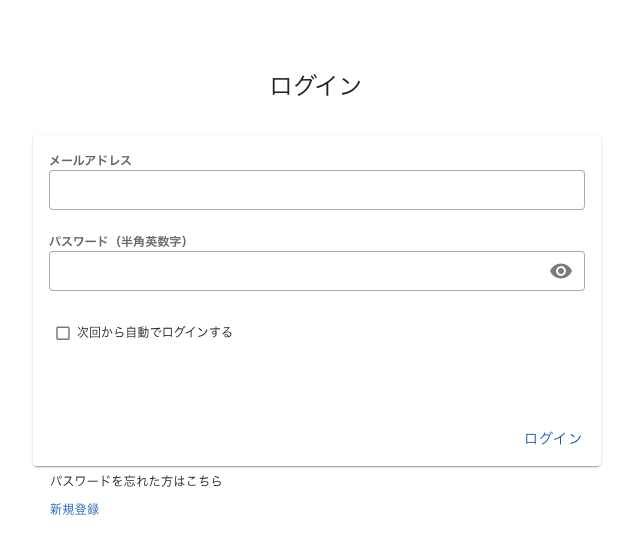 ログイン
メールアドレス
パスワード（半角英数字）
次回から自動でログインする
ログイン
パスワードを忘れた方はこちら
新規登録